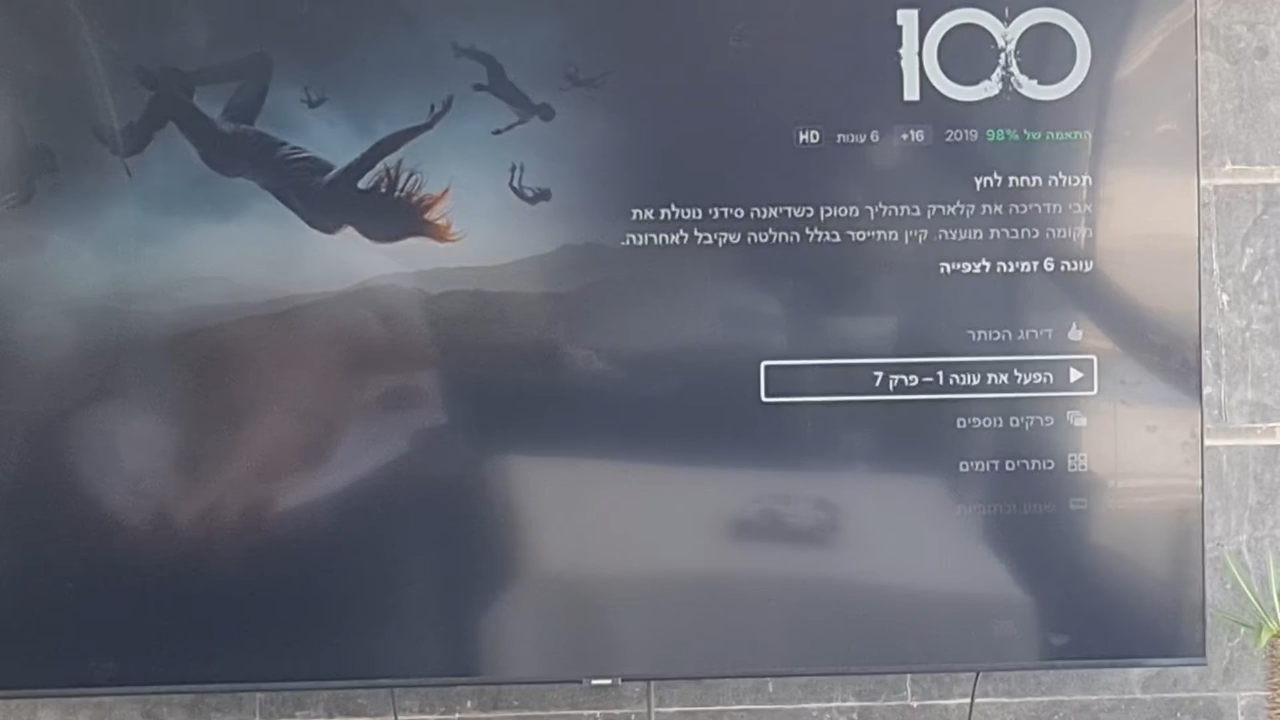 100
התאמה של 98% 2019 16+ 6 עונות HD
תכולה תחת לחץ
אבי מדריכה את קלארק בתהליך מסוכן כשדיאנה סידני נוטלת את
מקומה כחברת מועצה. קיין מתייסר בגלל החלטה שקיבל לאחרונה.
עונה 6 זמינה לצפייה
דירוג הכותר
הפעל את עונה 1 – פרק 7
פרקים נוספים
כותרים דומים
שמע וכתוביות